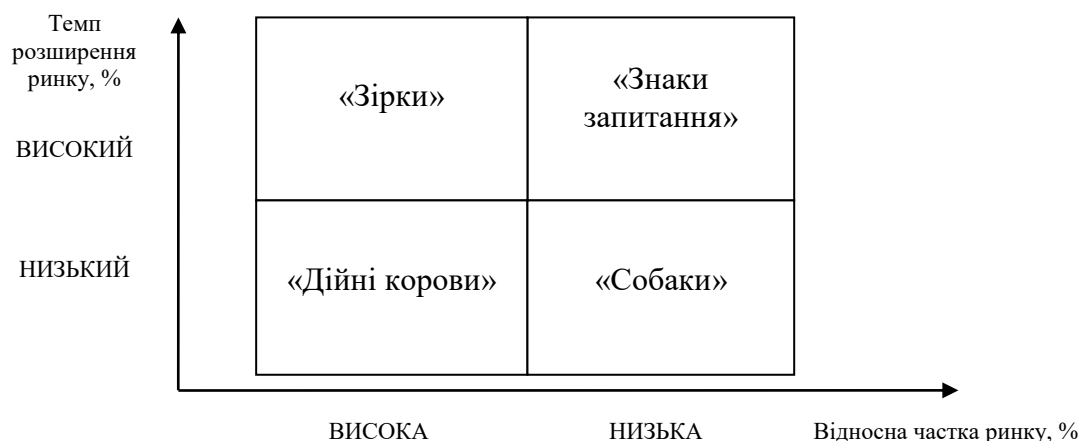 Темп
розширення
ринку, %
«Зірки»
«Знаки
запитання»
ВИСОКИЙ
НИЗЬКИЙ
«Дійні корови»
«Собаки»
ВИСОКА
НИЗЬКА
Відносна частка ринку, %